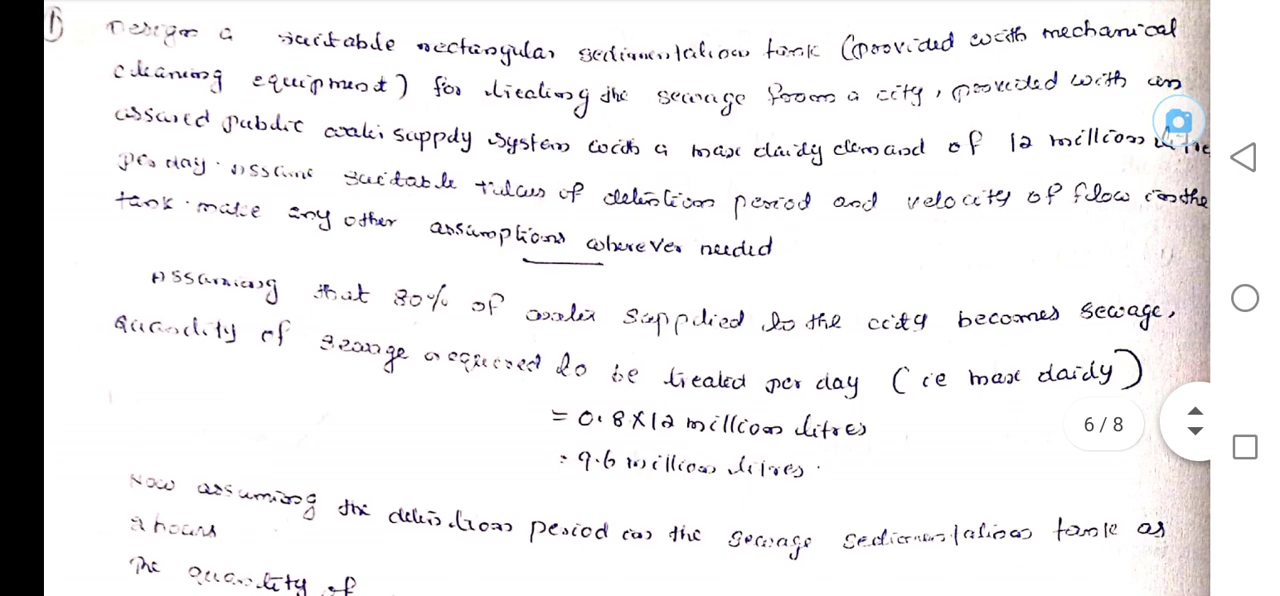 1) Design a suitable rectangular sedimentation tank (provided with mechanical
cleaning equipment) for treating the sewage from a city, provided with an
assured public water supply system with a max daily demand of 12 million litre
per day. Assume suitable values of detention period and velocity of flow in the
tank. make any other assumptions wherever needed
Assuming that 80% of water supplied to the city becomes sewage,
Quantity of sewage required to be treated per day (ie max daily)
= 0.8X12 million litres
= 9.6 million litres.
Now assuming the detention period in the sewage sedimentation tank as
2 hours
The quantity of
6 / 8